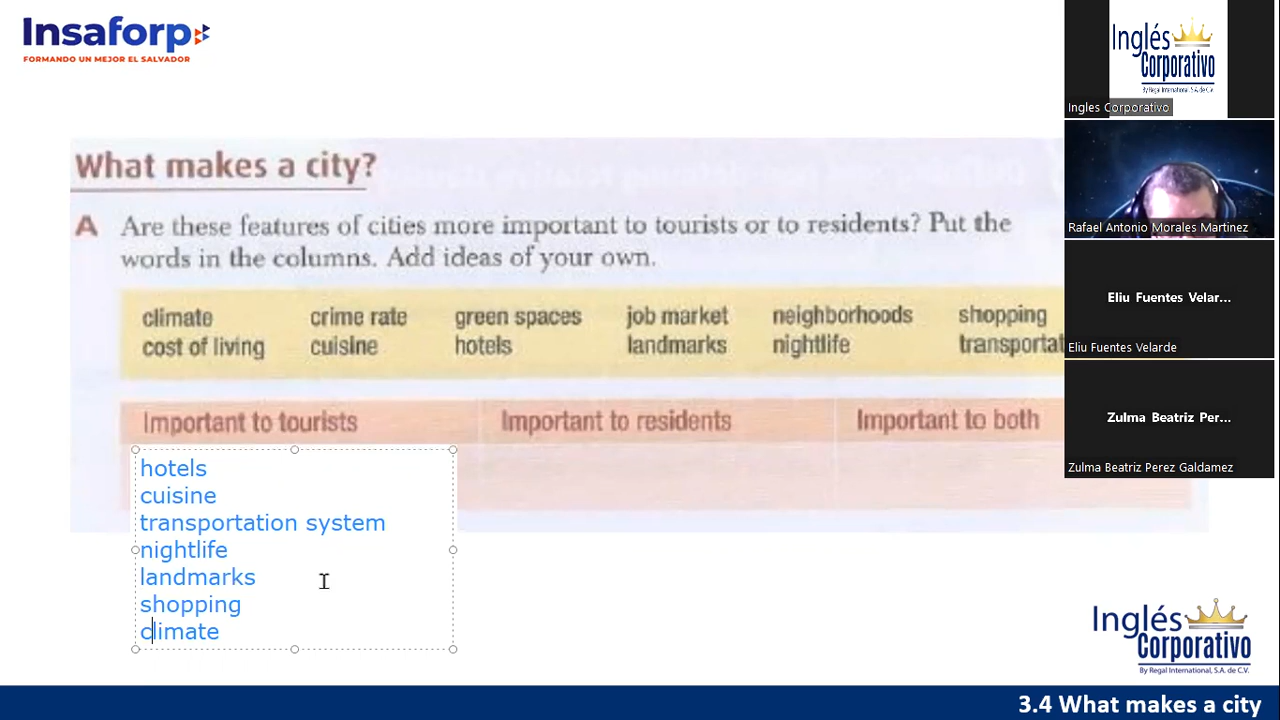 Insaforp
FORMANDO UN MEJOR EL SALVADOR
What makes a city?
A Are these features of cities more important to tourists or to residents? Put the
words in the columns. Add ideas of your own.
climate crime rate green spaces job market neighborhoods shopping
cost of living cuisine hotels landmarks nightlife transportat
Important to tourists Important to residents Important to both
hotels
cuisine
transportation system
nightlife
landmarks
shopping
climate
Inglés
Corporativo
By Regal International, S.A. de C.V.
Ingles Corporativo
Rafael Antonio Morales Martinez
Eliu Fuentes Velar...
Eliu Fuentes Velarde
Zulma Beatriz Per...
Zulma Beatriz Perez Galdamez
Inglés
Corporativo
By Regal International, S.A. de C.V.
3.4 What makes a city